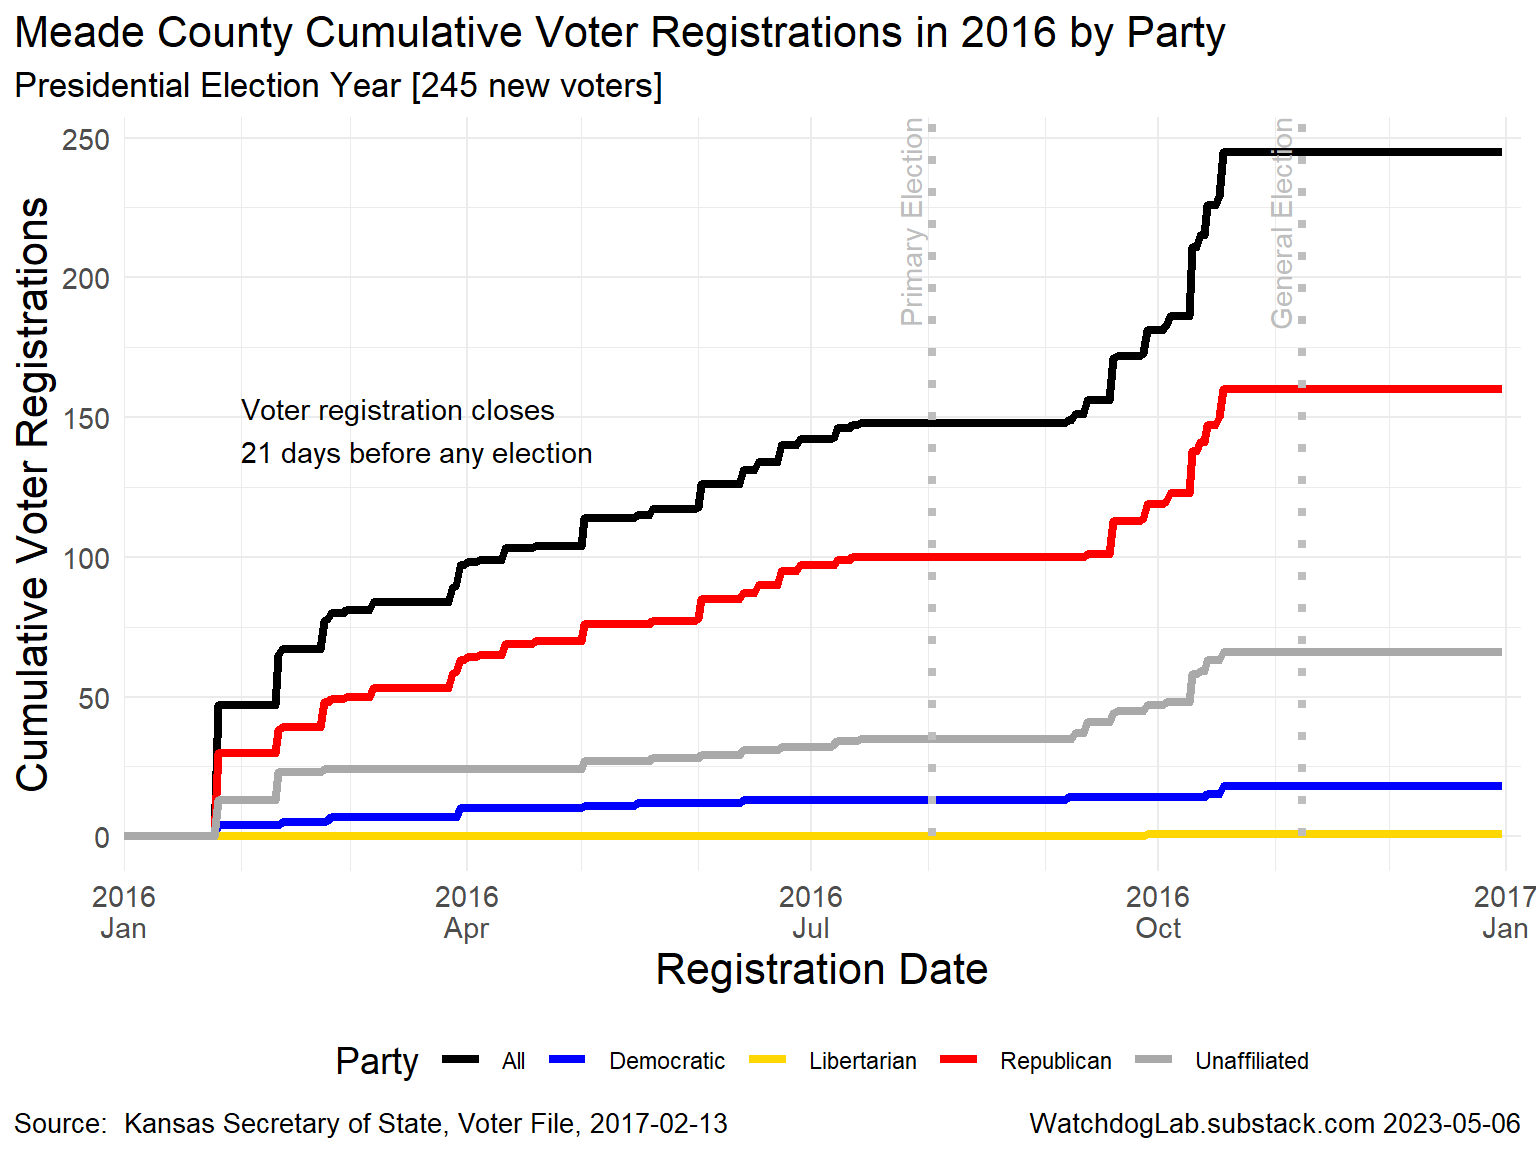 Meade County Cumulative Voter Registrations in 2016 by Party
Presidential Election Year [245 new voters]
Cumulative Voter Registrations
250
200
150
100
50
0
Primary Election
General Election
Voter registration closes
21 days before any election
2016 2016 2016 2016 2017
Jan Apr Jul Oct Jan
Registration Date
Party All Democratic Libertarian Republican Unaffiliated
Source:  Kansas Secretary of State, Voter File, 2017-02-13
WatchdogLab.substack.com 2023-05-06